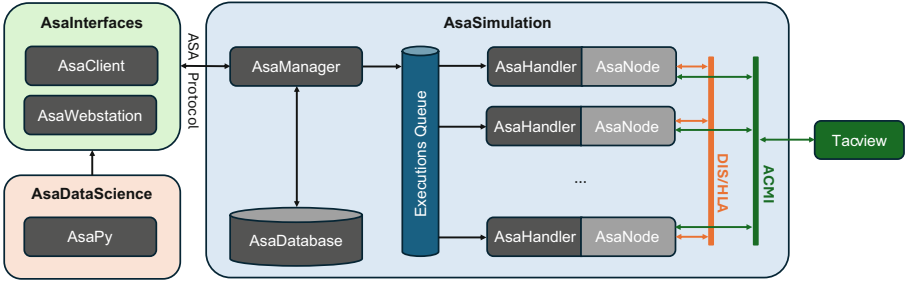 AsaInterfaces
AsaClient
AsaWebstation
AsaDataScience
AsaPy
ASA Protocol
AsaSimulation
AsaManager
AsaDatabase
Executions Queue
AsaHandler AsaNode
AsaHandler AsaNode
...
AsaHandler AsaNode
DIS/HLA
ACMI
Tacview